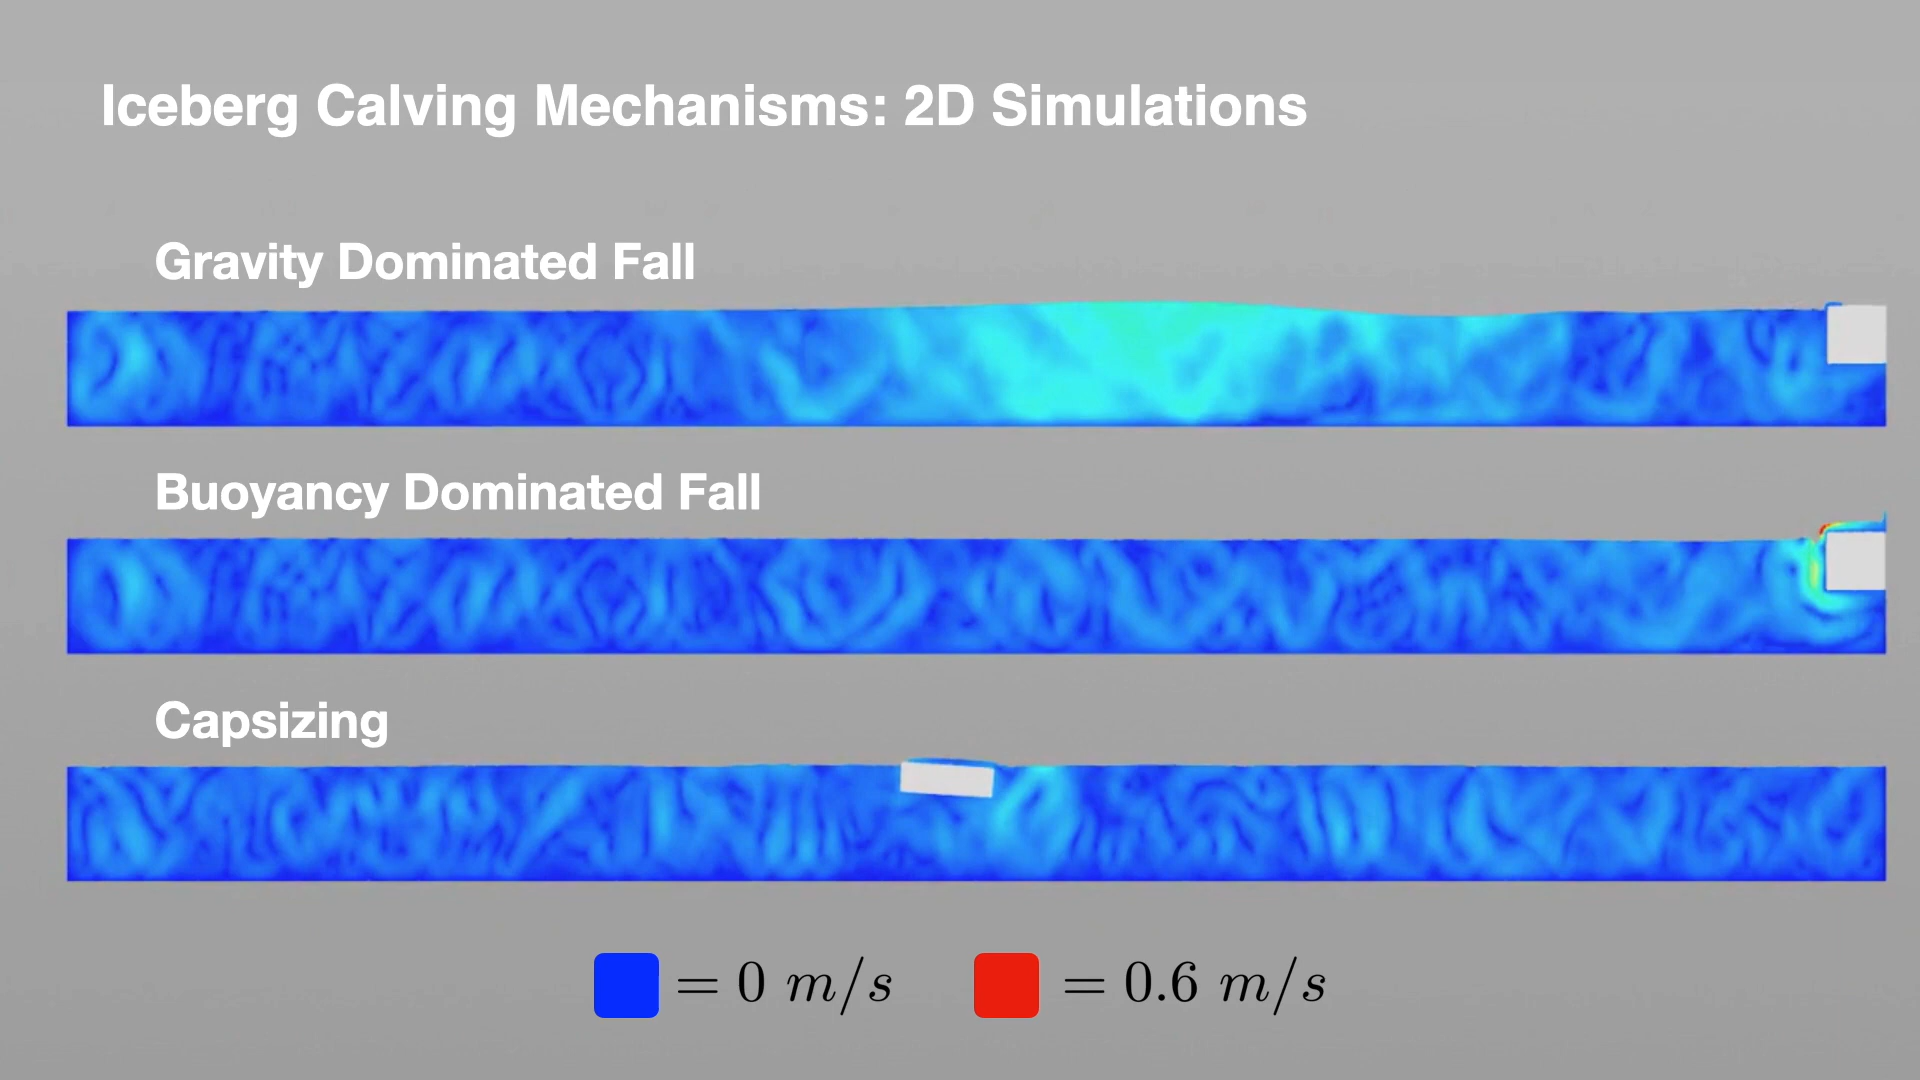 Iceberg Calving Mechanisms: 2D Simulations
Gravity Dominated Fall
Buoyancy Dominated Fall
Capsizing
= 0 m/s = 0.6 m/s